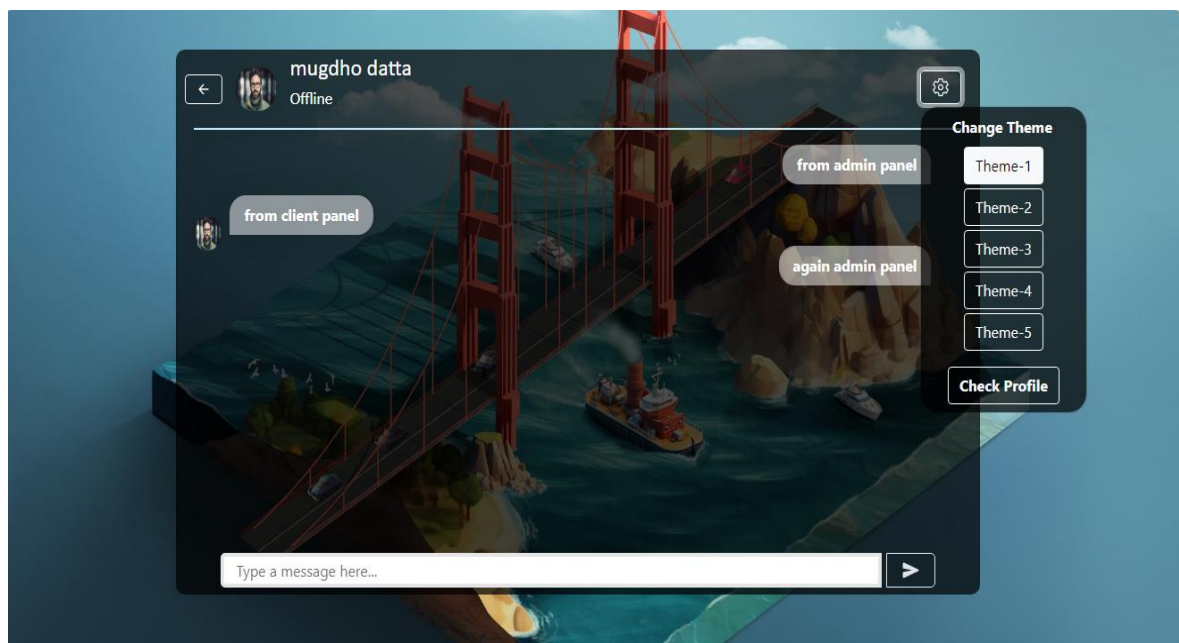 mugdho datta
Offline
Change Theme
from admin panel
Theme-1
from client panel
Theme-2
Theme-3
again admin panel
Theme-4
Theme-5
Check Profile
Type a message here...